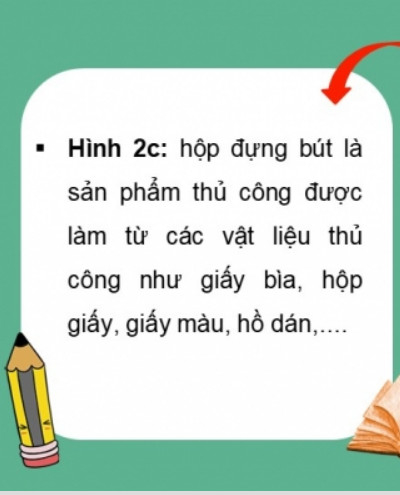 ▪ Hình 2c: hộp đựng bút là
sản phẩm thủ công được
làm từ các vật liệu thủ
công như giấy bìa, hộp
giấy, giấy màu, hồ dán,....